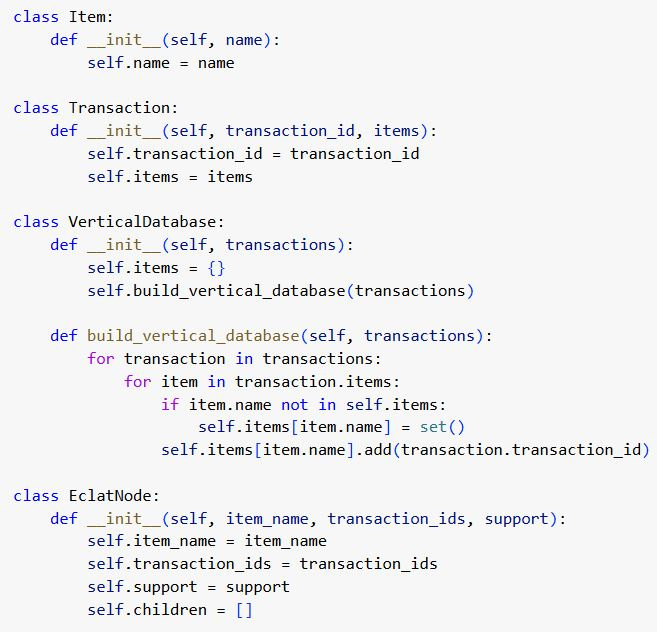 class Item:
    def __init__(self, name):
        self.name = name

class Transaction:
    def __init__(self, transaction_id, items):
        self.transaction_id = transaction_id
        self.items = items

class VerticalDatabase:
    def __init__(self, transactions):
        self.items = {}
        self.build_vertical_database(transactions)

    def build_vertical_database(self, transactions):
        for transaction in transactions:
            for item in transaction.items:
                if item.name not in self.items:
                    self.items[item.name] = set()
                self.items[item.name].add(transaction.transaction_id)

class EclatNode:
    def __init__(self, item_name, transaction_ids, support):
        self.item_name = item_name
        self.transaction_ids = transaction_ids
        self.support = support
        self.children = []